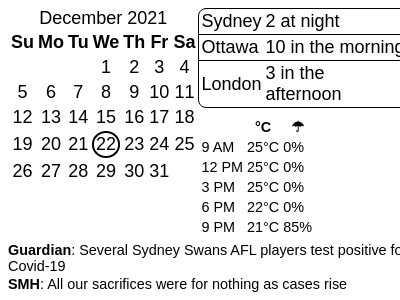 December 2021
Su Mo Tu We Th Fr Sa
1 2 3 4
5 6 7 8 9 10 11
12 13 14 15 16 17 18
19 20 21 22 23 24 25
26 27 28 29 30 31
Sydney 2 at night
Ottawa 10 in the morning
London 3 in the
afternoon
°C ☂
9 AM 25°C 0%
12 PM 25°C 0%
3 PM 25°C 0%
6 PM 22°C 0%
9 PM 21°C 85%
Guardian: Several Sydney Swans AFL players test positive fo
Covid-19
SMH: All our sacrifices were for nothing as cases rise